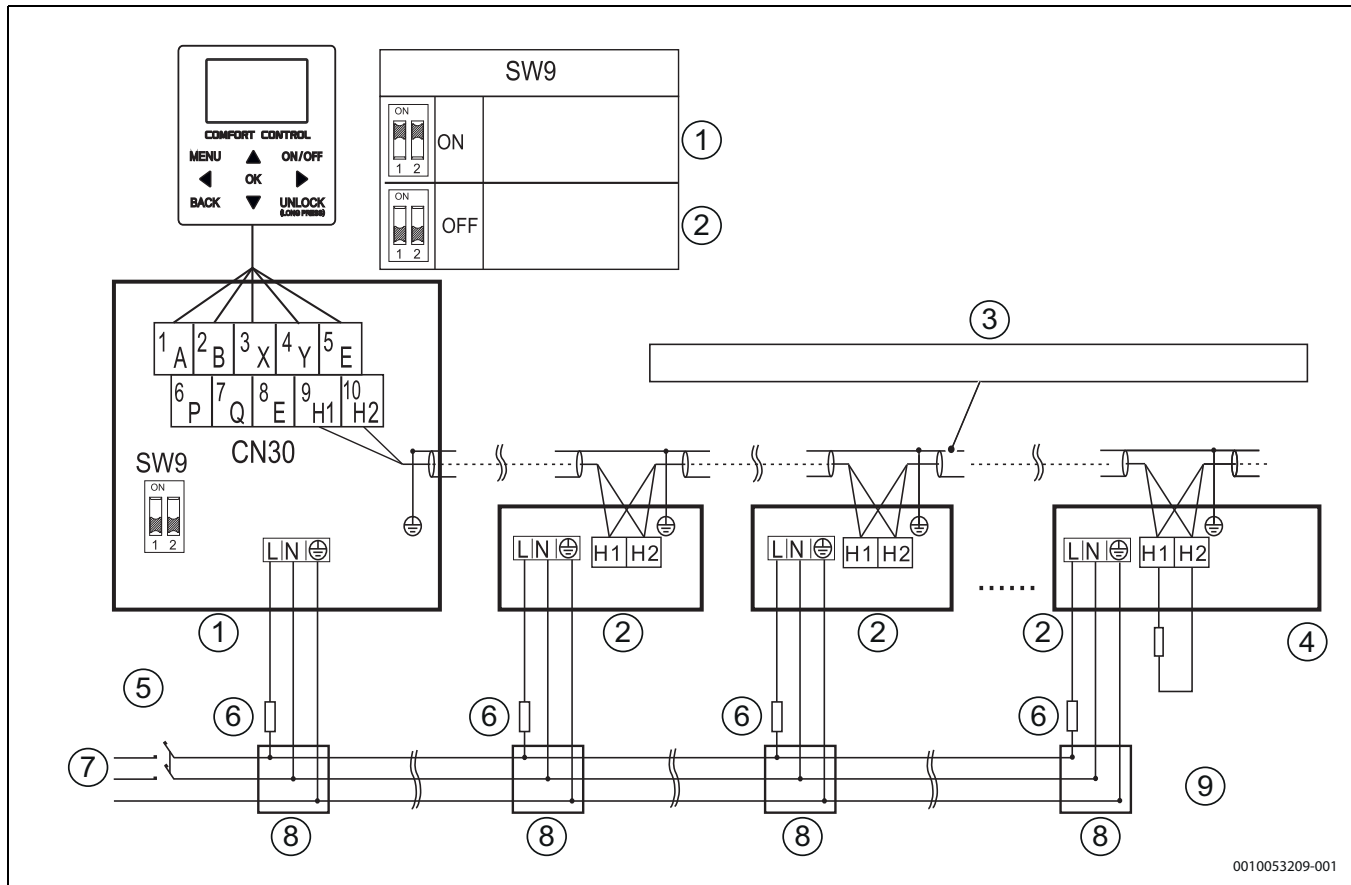 SW9
ON
1 2
ON
①
ON
1 2
OFF
②
COMFORT CONTROL
MENU ▲ ON/OFF
◀ OK ▶
BACK ▼ UNLOCK
(LONG PRESS)
③
1 A 2 B 3 X 4 Y 5 E
6 P 7 Q 8 E 9 H1 10 H2
CN30
SW9
ON
1 2
L N
L N
H1 H2
L N
H1 H2
......
L N
H1 H2
① ② ② ② ④
⑤
⑥ ⑥ ⑥ ⑥
⑦
⑧ ⑧ ⑧ ⑧
⑨
0010053209-001